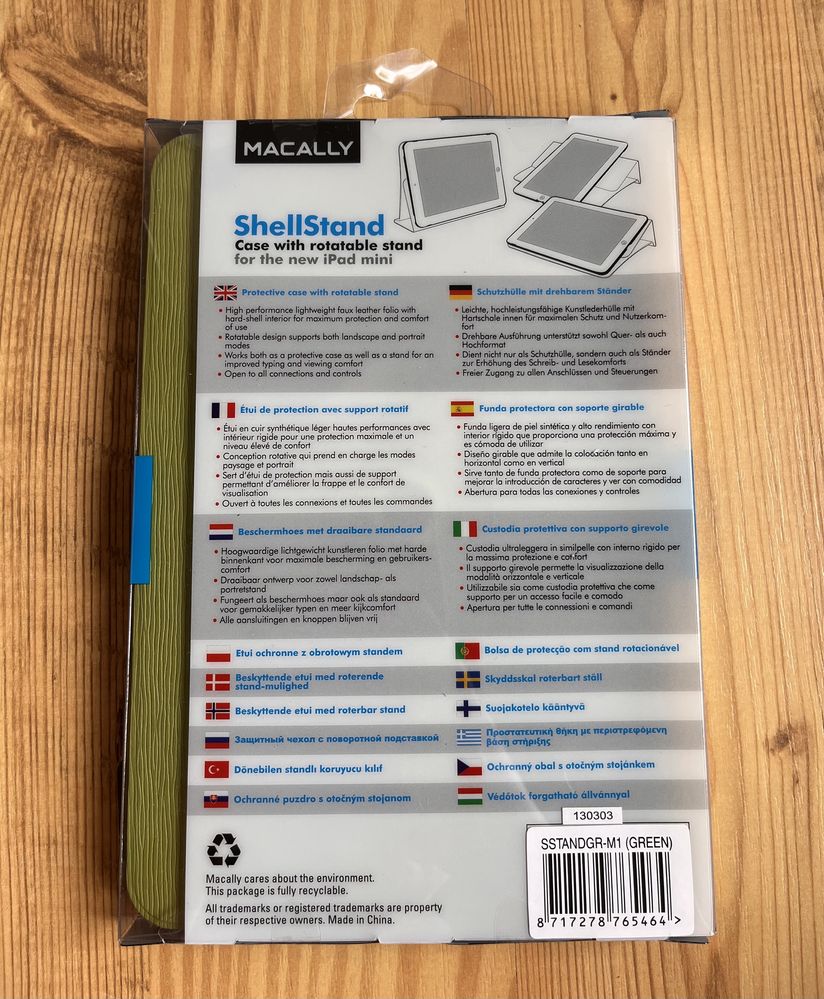 MACALLY
ShellStand
Case with rotatable stand
for the new iPad mini
Protective case with rotatable stand
• High performance lightweight faux leather folio with
hard-shell interior for maximum protection and comfort
of use
• Rotatable design supports both landscape and portrait
modes
• Works both as a protective case as well as a stand for an
improved typing and viewing comfort
• Open to all connections and controls
Schutzhülle mit drehbarem Ständer
• Leichte, hochleistungsfähige Kunstlederhülle mit
Hartschale innen für maximalen Schutz und Nutzerkom-
fort
• Drehbare Ausführung unterstützt sowohl Quer- als auch
Hochformat
• Dient nicht nur als Schutzhülle, sondern auch als Ständer
zur Erhöhung des Schreib- und Lesekomforts
• Freier Zugang zu allen Anschlüssen und Steuerungen
Étui de protection avec support rotatif
• Étui en cuir synthétique léger hautes performances avec
intérieur rigide pour une protection maximale et un
niveau élevé de confort
• Conception rotative qui prend en charge les modes
paysage et portrait
• Sert d'étui de protection mais aussi de support
permettant d'améliorer la frappe et le confort de
visualisation
• Ouvert à toutes les connexions et toutes les commandes
Funda protectora con soporte girable
• Funda ligera de piel sintética y alto rendimiento con
interior rígido que proporciona una protección máxima y
es cómoda de utilizar
• Diseño girable que admite la colocación tanto en
horizontal como en vertical
• Sirve tanto de funda protectora como de soporte para
mejorar la introducción de caracteres y ver con comodidad
• Abertura para todas las conexiones y controles
Beschermhoes met draaibare standaard
• Hoogwaardige lichtgewicht kunstleren folio met harde
binnenkant voor maximale bescherming en gebruikers-
comfort
• Draaibaar ontwerp voor zowel landschap- als
portretstand
• Fungeert als beschermhoes maar ook als standaard
voor gemakkelijker typen en meer kijkcomfort
• Alle aansluitingen en knoppen blijven vrij
Custodia protettiva con supporto girevole
• Custodia ultraleggera in similpelle con interno rigido per
la massima protezione e comfort
• Il supporto girevole permette la visualizzazione della
modalità orizzontale e verticale
• Utilizzabile sia come custodia protettiva che come
supporto per un accesso facile e comodo
• Apertura per tutte le connessioni e comandi
Etui ochronne z obrotowym standem
Bolsa de protecção com stand rotacionável
Beskyttende etui med roterende
stand-mulighed
Skyddsskal roterbart ställ
Beskyttende etui med roterbar stand
Suojakotelo kääntyvä
Защитный чехол с поворотной подставкой
Προστατευτική θήκη με περιστρεφόμενη
βάση στήριξης
Dönebilen standlı koruyucu kılıf
Ochranný obal s otočným stojánkem
Ochranné puzdro s otočným stojanom
Védőtok forgatható állvánnyal
Macally cares about the environment.
This package is fully recyclable.
All trademarks or registered trademarks are property
of their respective owners. Made in China.
130303
SSTANDGR-M1 (GREEN)
8 717278 765464 >